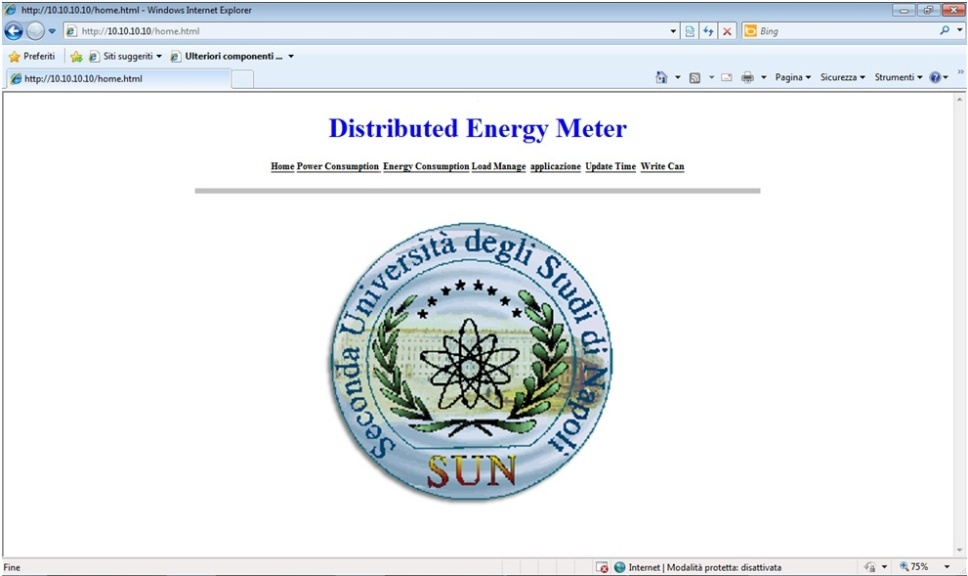 http://10.10.10.10/home.html - Windows Internet Explorer
http://10.10.10.10/home.html
Bing
Preferiti Siti suggeriti Ulteriori componenti ...
http://10.10.10.10/home.html
Pagina Sicurezza Strumenti
Distributed Energy Meter
Home Power Consumption Energy Consumption Load Manage applicazione Update Time Write Can
Seconda Università degli Studi di Napoli
SUN
Fine
Internet | Modalità protetta: disattivata
75%